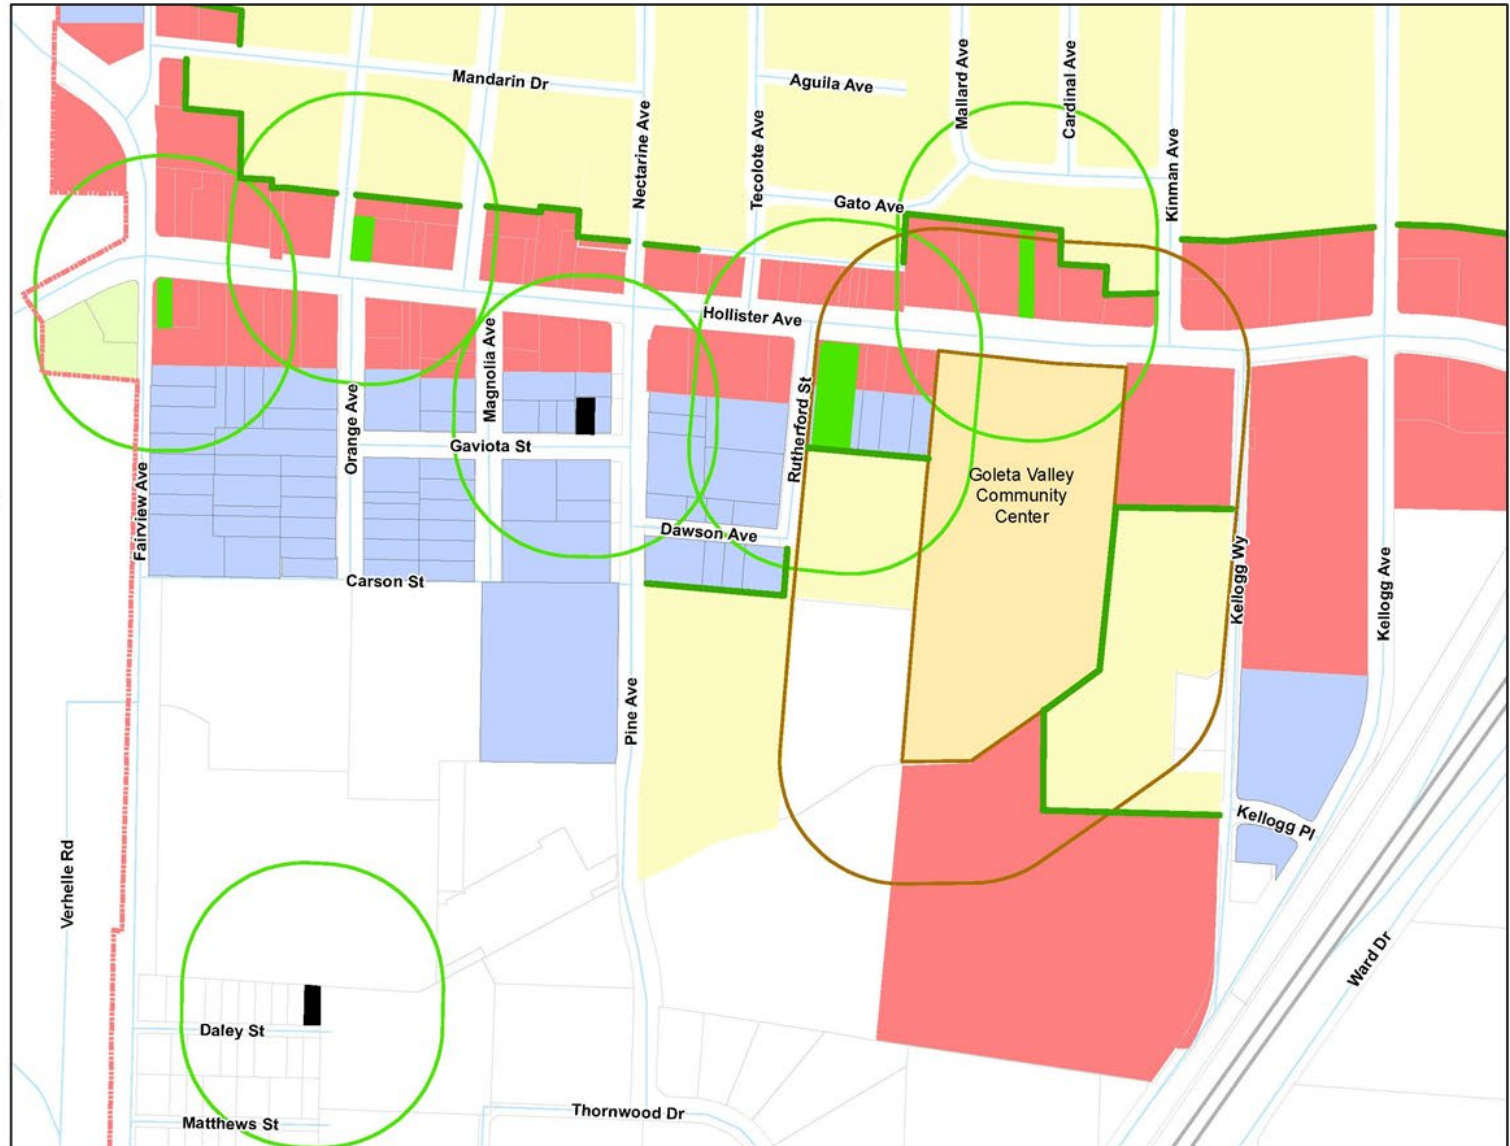 Mandarin Dr
Aguila Ave
Mallard Ave
Cardinal Ave
Nectarine Ave
Tecolote Ave
Kinman Ave
Gato Ave
Hollister Ave
Magnolia Ave
Orange Ave
Rutherford St
Gaviota St
Fairview Ave
Goleta Valley
Community
Center
Dawson Ave
Carson St
Kellogg Wy
Kellogg Ave
Pine Ave
Kellogg Pl
Verhelle Rd
Ward Dr
Daley St
Thornwood Dr
Matthews St